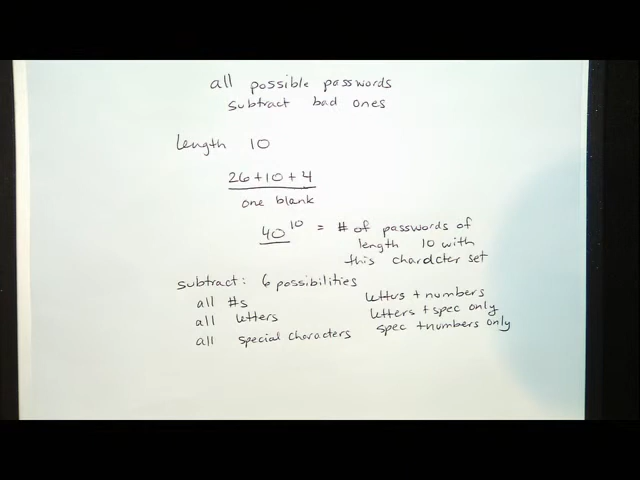 all possible passwords
subtract bad ones
length 10
26+10+4
one blank
40^10 = # of passwords of
length 10 with
this character set
subtract: 6 possibilities
all #s
all letters
all special characters
letters + numbers
letters + spec only
spec + numbers only